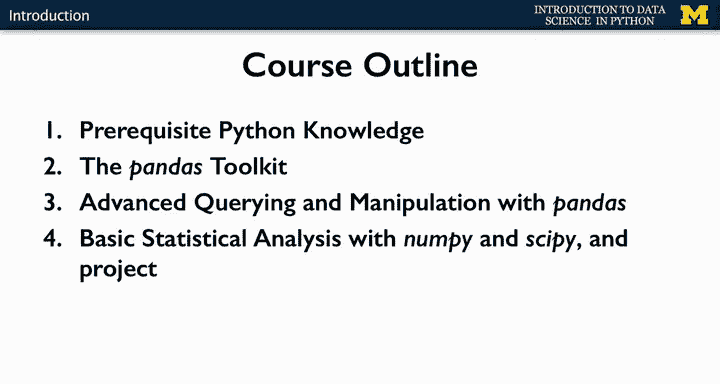 Introduction
INTRODUCTION TO DATA
SCIENCE IN PYTHON
M
Course Outline
1. Prerequisite Python Knowledge
2. The pandas Toolkit
3. Advanced Querying and Manipulation with pandas
4. Basic Statistical Analysis with numpy and scipy, and
project